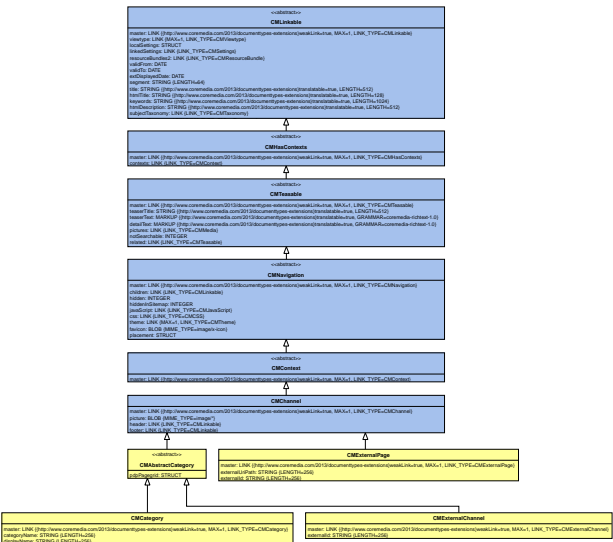 <<abstract>>
CMLinkable
master: LINK {{http://www.coremedia.com/2013/documenttypes-extensions}weakLink=true, MAX=1, LINK_TYPE=CMLinkable}
viewtype: LINK {MAX=1, LINK_TYPE=CMViewtype}
localSettings: STRUCT
linkedSettings: LINK {LINK_TYPE=CMSettings}
resourceBundles2: LINK {LINK_TYPE=CMResourceBundle}
validFrom: DATE
validTo: DATE
extDisplayedDate: DATE
segment: STRING {LENGTH=64}
title: STRING {{http://www.coremedia.com/2013/documenttypes-extensions}translatable=true, LENGTH=512}
htmlTitle: STRING {{http://www.coremedia.com/2013/documenttypes-extensions}translatable=true, LENGTH=128}
keywords: STRING {{http://www.coremedia.com/2013/documenttypes-extensions}translatable=true, LENGTH=1024}
htmlDescription: STRING {{http://www.coremedia.com/2013/documenttypes-extensions}translatable=true, LENGTH=512}
subjectTaxonomy: LINK {LINK_TYPE=CMTaxonomy}
<<abstract>>
CMHasContexts
master: LINK {{http://www.coremedia.com/2013/documenttypes-extensions}weakLink=true, MAX=1, LINK_TYPE=CMHasContexts}
contexts: LINK {LINK_TYPE=CMContext}
<<abstract>>
CMTeasable
master: LINK {{http://www.coremedia.com/2013/documenttypes-extensions}weakLink=true, MAX=1, LINK_TYPE=CMTeasable}
teaserTitle: STRING {{http://www.coremedia.com/2013/documenttypes-extensions}translatable=true, LENGTH=512}
teaserText: MARKUP {{http://www.coremedia.com/2013/documenttypes-extensions}translatable=true, GRAMMAR=coremedia-richtext-1.0}
detailText: MARKUP {{http://www.coremedia.com/2013/documenttypes-extensions}translatable=true, GRAMMAR=coremedia-richtext-1.0}
pictures: LINK {LINK_TYPE=CMMedia}
notSearchable: INTEGER
related: LINK {LINK_TYPE=CMTeasable}
<<abstract>>
CMNavigation
master: LINK {{http://www.coremedia.com/2013/documenttypes-extensions}weakLink=true, MAX=1, LINK_TYPE=CMNavigation}
children: LINK {LINK_TYPE=CMLinkable}
hidden: INTEGER
hiddenInSitemap: INTEGER
javaScript: LINK {LINK_TYPE=CMJavaScript}
css: LINK {LINK_TYPE=CMCSS}
theme: LINK {MAX=1, LINK_TYPE=CMTheme}
favicon: BLOB {MIME_TYPE=image/x-icon}
placement: STRUCT
<<abstract>>
CMContext
master: LINK {{http://www.coremedia.com/2013/documenttypes-extensions}weakLink=true, MAX=1, LINK_TYPE=CMContext}
CMChannel
master: LINK {{http://www.coremedia.com/2013/documenttypes-extensions}weakLink=true, MAX=1, LINK_TYPE=CMChannel}
picture: BLOB {MIME_TYPE=image/*}
header: LINK {LINK_TYPE=CMLinkable}
footer: LINK {LINK_TYPE=CMLinkable}
<<abstract>>
CMAbstractCategory
pdpPagegrid: STRUCT
CMExternalPage
master: LINK {{http://www.coremedia.com/2013/documenttypes-extensions}weakLink=true, MAX=1, LINK_TYPE=CMExternalPage}
externalUriPath: STRING {LENGTH=256}
externalId: STRING {LENGTH=256}
CMCategory
master: LINK {{http://www.coremedia.com/2013/documenttypes-extensions}weakLink=true, MAX=1, LINK_TYPE=CMCategory}
categoryName: STRING {LENGTH=256}
displayName: STRING {LENGTH=256}
CMExternalChannel
master: LINK {{http://www.coremedia.com/2013/documenttypes-extensions}weakLink=true, MAX=1, LINK_TYPE=CMExternalChannel}
externalId: STRING {LENGTH=256}